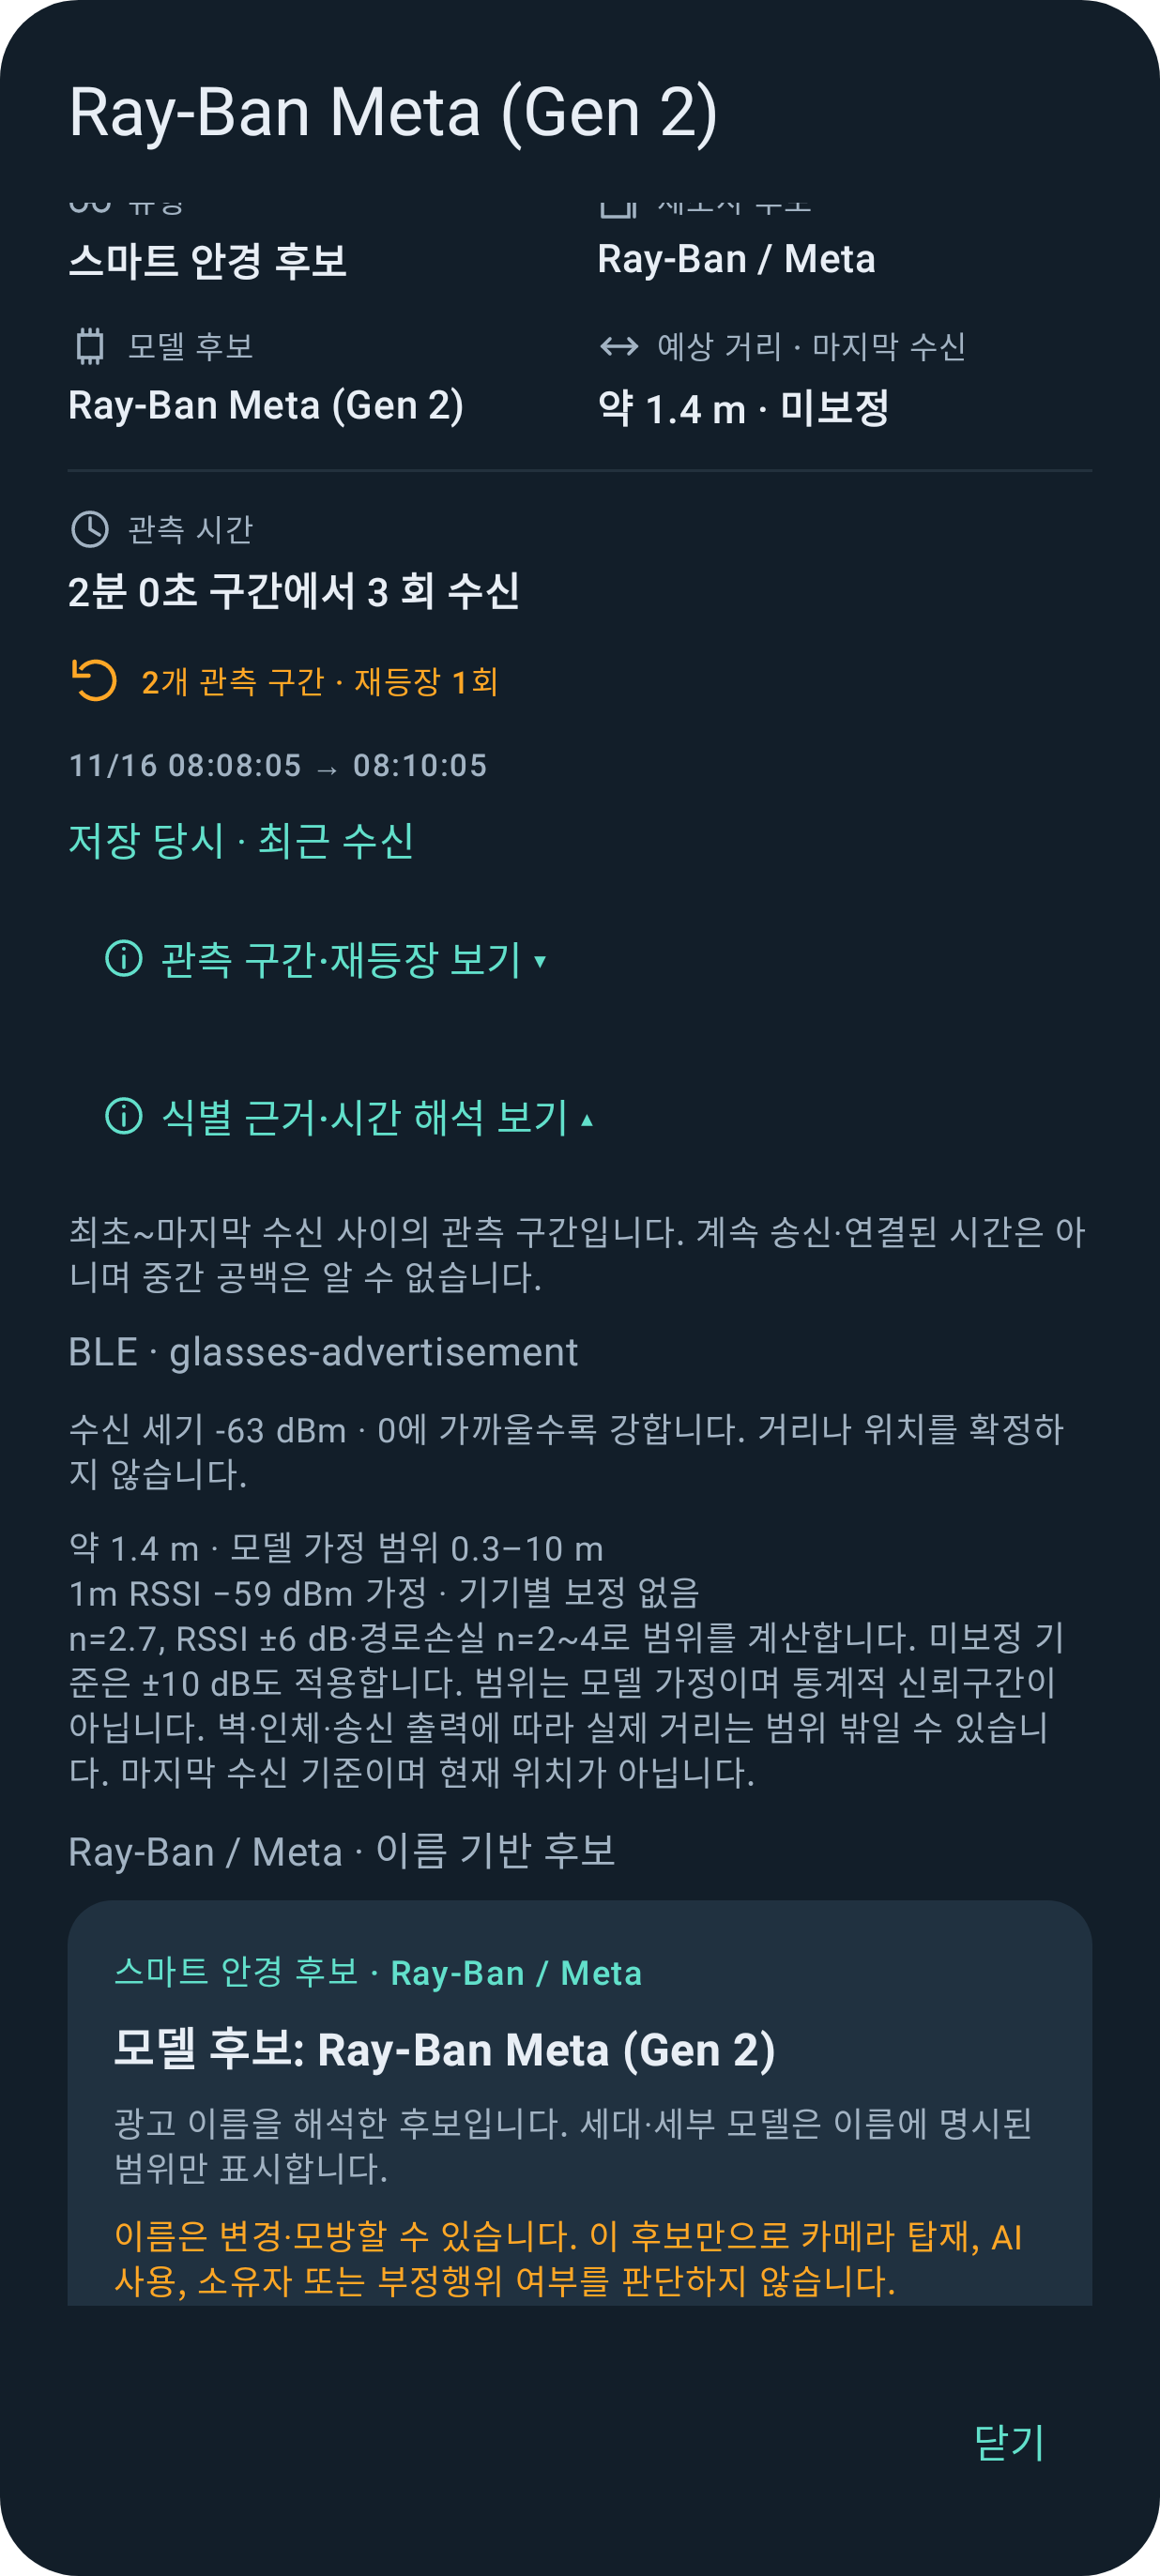 Ray-Ban Meta (Gen 2)
스마트 안경 후보
Ray-Ban / Meta
모델 후보
예상 거리 · 마지막 수신
Ray-Ban Meta (Gen 2)
약 1.4 m · 미보정
관측 시간
2분 0초 구간에서 3 회 수신
2개 관측 구간 · 재등장 1회
11/16 08:08:05 → 08:10:05
저장 당시 · 최근 수신
관측 구간·재등장 보기 ▾
식별 근거·시간 해석 보기 ▴
최초~마지막 수신 사이의 관측 구간입니다. 계속 송신·연결된 시간은 아
니며 중간 공백은 알 수 없습니다.
BLE · glasses-advertisement
수신 세기 -63 dBm · 0에 가까울수록 강합니다. 거리나 위치를 확정하
지 않습니다.
약 1.4 m · 모델 가정 범위 0.3–10 m
1m RSSI −59 dBm 가정 · 기기별 보정 없음
n=2.7, RSSI ±6 dB·경로손실 n=2~4로 범위를 계산합니다. 미보정 기
준은 ±10 dB도 적용합니다. 범위는 모델 가정이며 통계적 신뢰구간이
아닙니다. 벽·인체·송신 출력에 따라 실제 거리는 범위 밖일 수 있습니
다. 마지막 수신 기준이며 현재 위치가 아닙니다.
Ray-Ban / Meta · 이름 기반 후보
스마트 안경 후보 · Ray-Ban / Meta
모델 후보: Ray-Ban Meta (Gen 2)
광고 이름을 해석한 후보입니다. 세대·세부 모델은 이름에 명시된
범위만 표시합니다.
이름은 변경·모방할 수 있습니다. 이 후보만으로 카메라 탑재, AI
사용, 소유자 또는 부정행위 여부를 판단하지 않습니다.
닫기